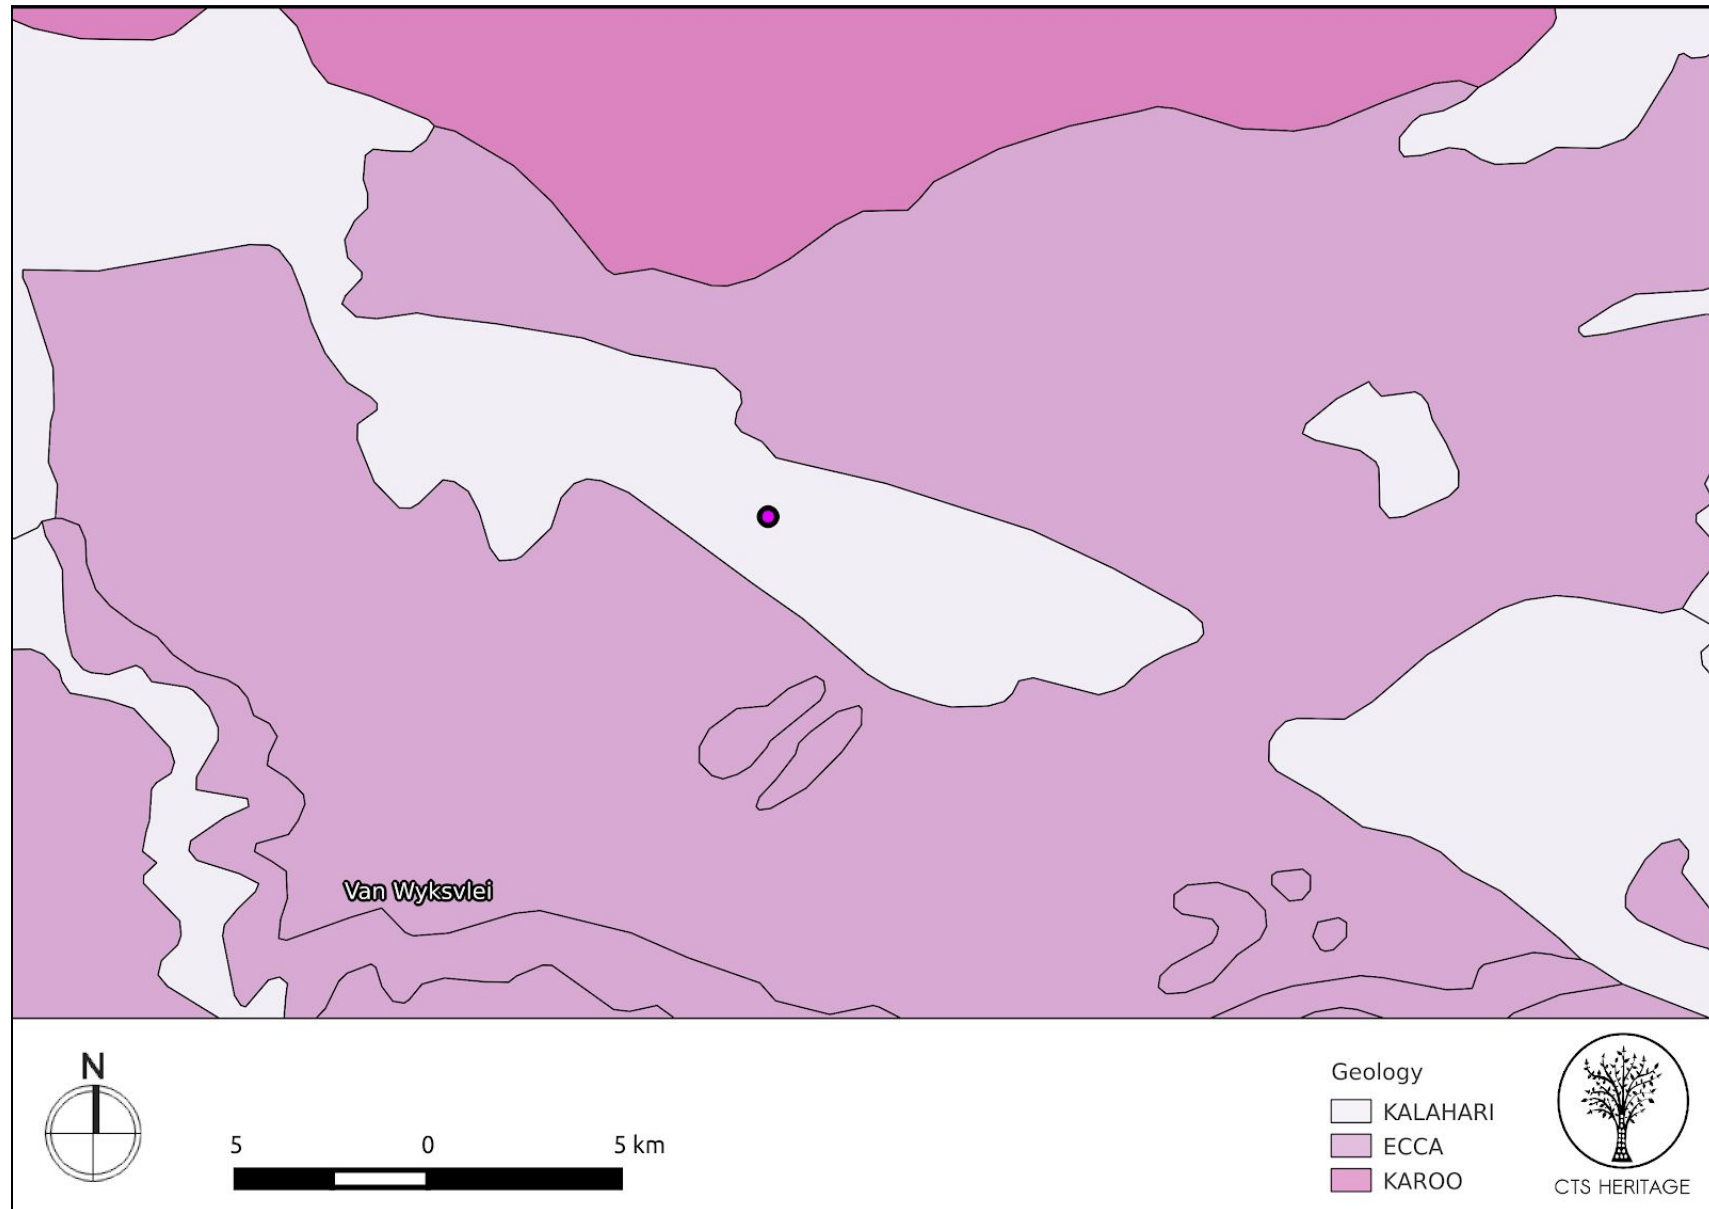 Van Wyksvlei
N
5 0 5 km
Geology
KALAHARI
ECCA
KAROO
CTS HERITAGE